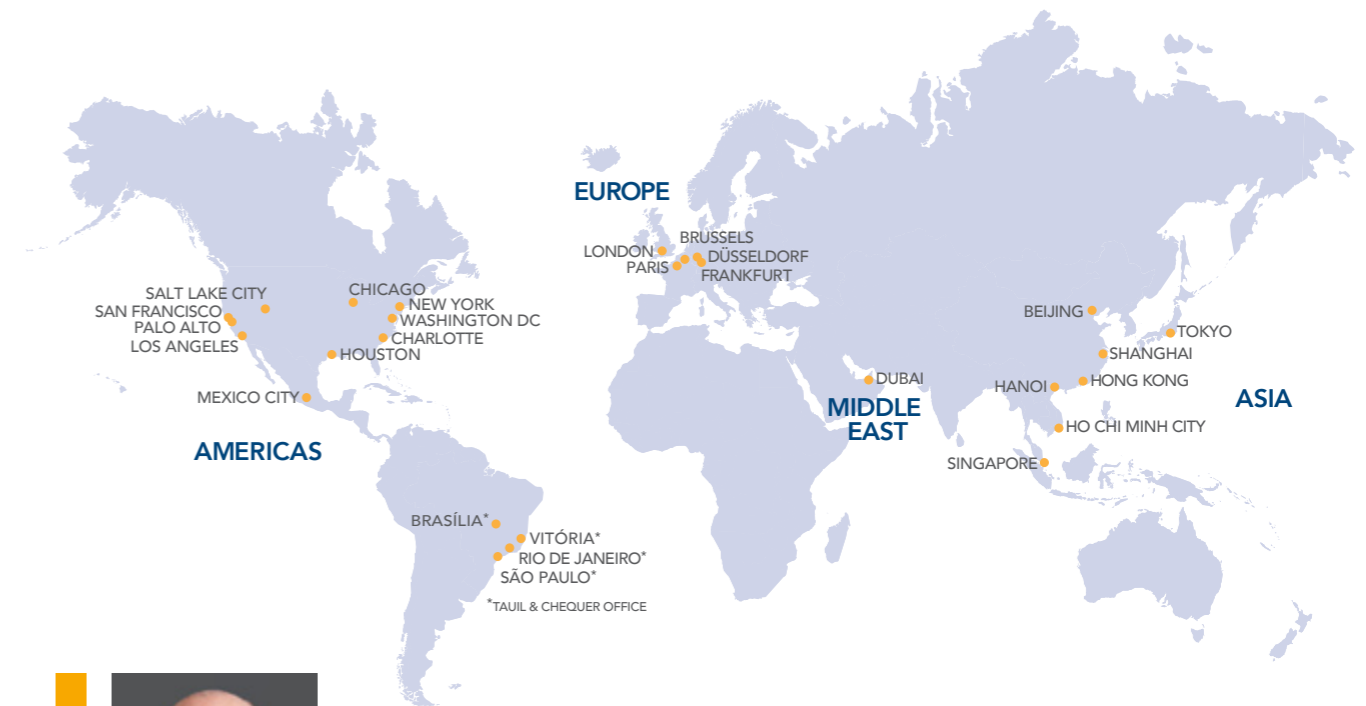 EUROPE
BRUSSELS
LONDON
DÜSSELDORF
PARIS
FRANKFURT
SALT LAKE CITY
CHICAGO
SAN FRANCISCO
NEW YORK
PALO ALTO
WASHINGTON DC
LOS ANGELES
CHARLOTTE
HOUSTON
MEXICO CITY
AMERICAS
BRASÍLIA*
VITÓRIA*
RIO DE JANEIRO*
SÃO PAULO*
*TAUIL & CHEQUER OFFICE
DUBAI
MIDDLE
EAST
BEIJING
TOKYO
SHANGHAI
HANOI
HONG KONG
ASIA
HO CHI MINH CITY
SINGAPORE